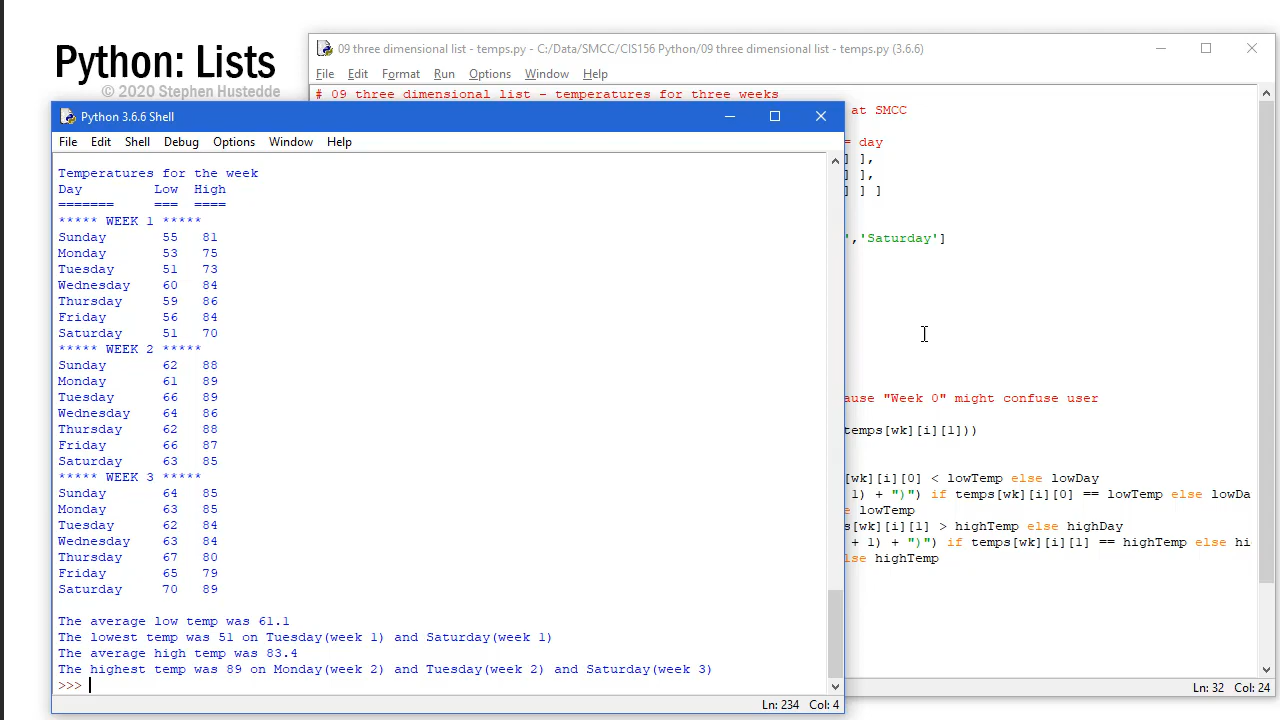 Python: Lists
© 2020 Stephen Hustedde
09 three dimensional list - temps.py - C:/Data/SMCC/CIS156 Python/09 three dimensional list - temps.py (3.6.6)
File Edit Format Run Options Window Help
# 09 three dimensional list - temperatures for three weeks
at SMCC
= day
] ],
] ],
] ] ]
','Saturday']
ause "Week 0" might confuse user
temps[wk][i][1]))
[wk][i][0] < lowTemp else lowDay
1) + ")") if temps[wk][i][0] == lowTemp else lowDa
e lowTemp
s[wk][i][1] > highTemp else highDay
+ 1) + ")") if temps[wk][i][1] == highTemp else hi
lse highTemp
Ln: 32 Col: 24
Python 3.6.6 Shell
File Edit Shell Debug Options Window Help
Temperatures for the week
Day Low High
======= === ====
***** WEEK 1 *****
Sunday 55 81
Monday 53 75
Tuesday 51 73
Wednesday 60 84
Thursday 59 86
Friday 56 84
Saturday 51 70
***** WEEK 2 *****
Sunday 62 88
Monday 61 89
Tuesday 66 89
Wednesday 64 86
Thursday 62 88
Friday 66 87
Saturday 63 85
***** WEEK 3 *****
Sunday 64 85
Monday 63 85
Tuesday 62 84
Wednesday 63 84
Thursday 67 80
Friday 65 79
Saturday 70 89
The average low temp was 61.1
The lowest temp was 51 on Tuesday(week 1) and Saturday(week 1)
The average high temp was 83.4
The highest temp was 89 on Monday(week 2) and Tuesday(week 2) and Saturday(week 3)
>>>
Ln: 234 Col: 4